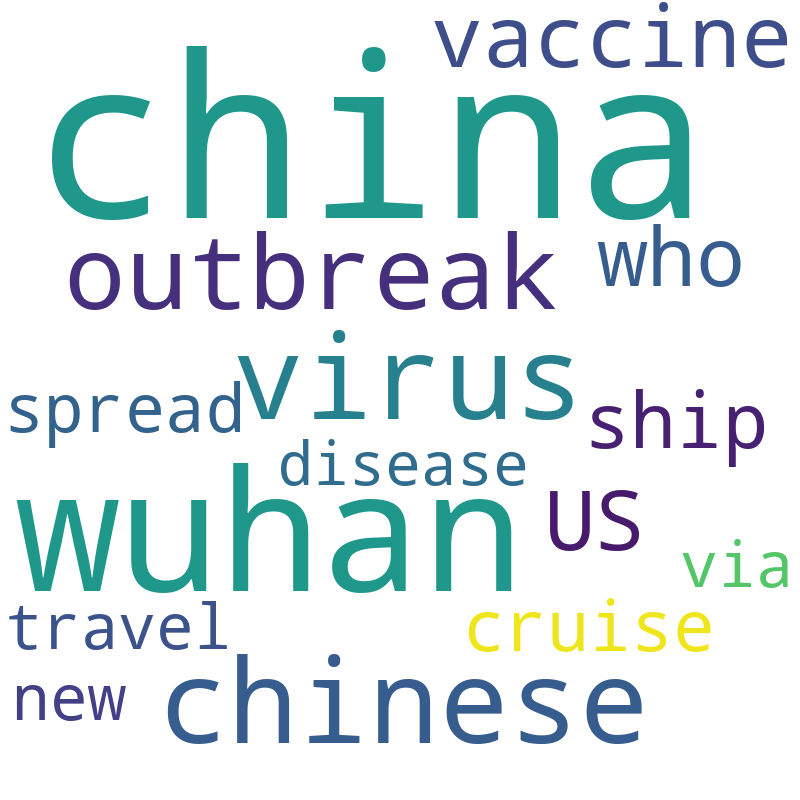 vaccine
china
outbreak
who
virus
spread
ship
disease
wuhan
US
via
travel
cruise
new
chinese